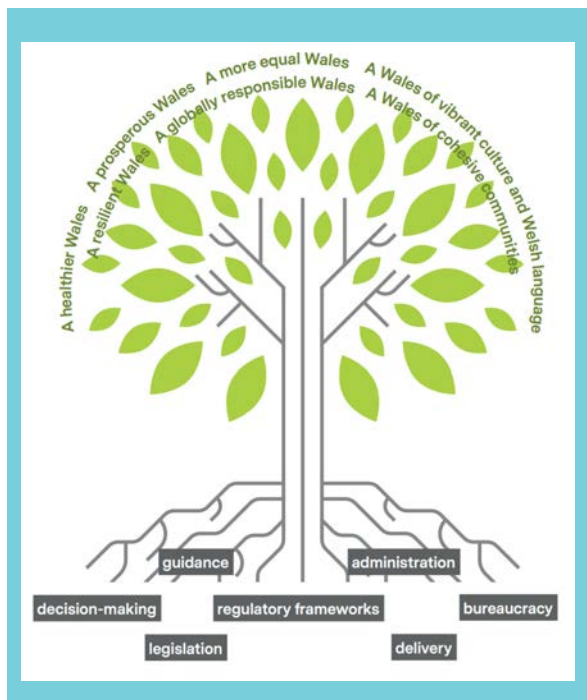 A healthier Wales
A prosperous Wales
A more equal Wales
A Wales of vibrant culture and Welsh language
A resilient Wales
A globally responsible Wales
A Wales of cohesive communities
guidance
administration
decision-making
regulatory frameworks
bureaucracy
legislation
delivery